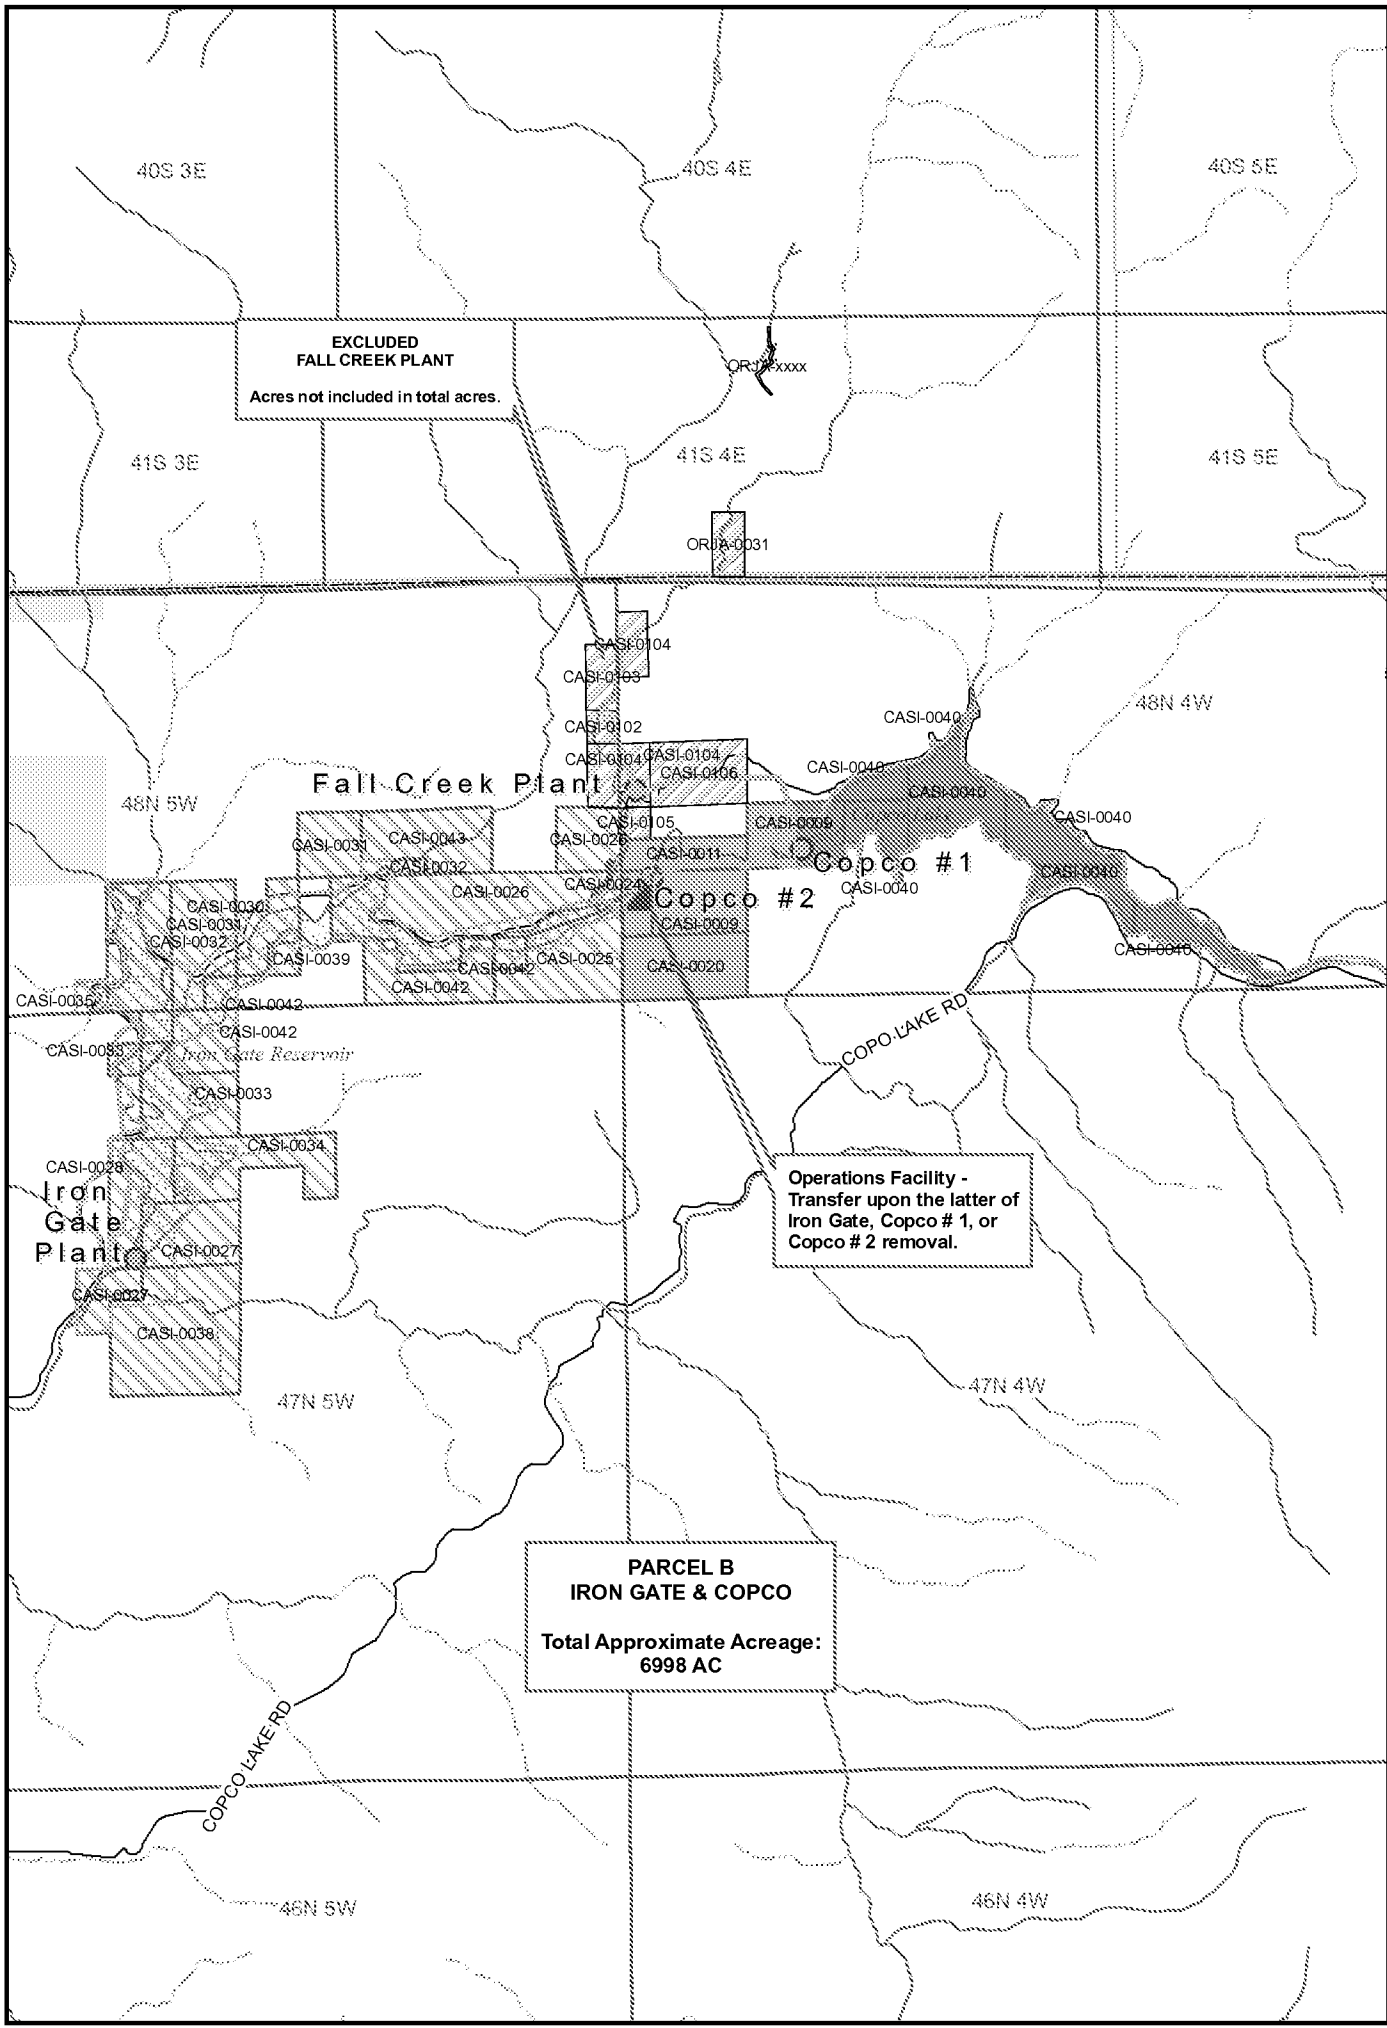 40S 3E
40S 4E
40S 5E
EXCLUDED
FALL CREEK PLANT
Acres not included in total acres.
ORJA-xxxx
41S 3E
41S 4E
41S 5E
ORJA-0031
CASI-0104
CASI-0103
48N 4W
CASI-0040
CASI-0102
CASI-0104
CASI-0104
CASI-0040
CASI-0106
Fall Creek Plant
CASI-0040
48N 5W
CASI-0040
CASI-0105
CASI-0009
CASI-0031
CASI-0043
CASI-0026
CASI-0011
Copco #1
CASI-0032
CASI-0040
CASI-0024
CASI-0040
CASI-0026
Copco #2
CASI-0030
CASI-0031
CASI-0009
CASI-0032
CASI-0040
CASI-0039
CASI-0025
CASI-0042
CASI-0020
CASI-0042
CASI-0035
CASI-0042
COPO LAKE RD
CASI-0042
CASI-0033
Iron Gate Reservoir
CASI-0033
CASI-0034
CASI-0028
Iron
Gate
Plant
Operations Facility -
Transfer upon the latter of
Iron Gate, Copco # 1, or
Copco # 2 removal.
CASI-0027
CASI-0027
CASI-0038
47N 5W
47N 4W
PARCEL B
IRON GATE & COPCO
Total Approximate Acreage:
6998 AC
COPCO LAKE RD
46N 5W
46N 4W